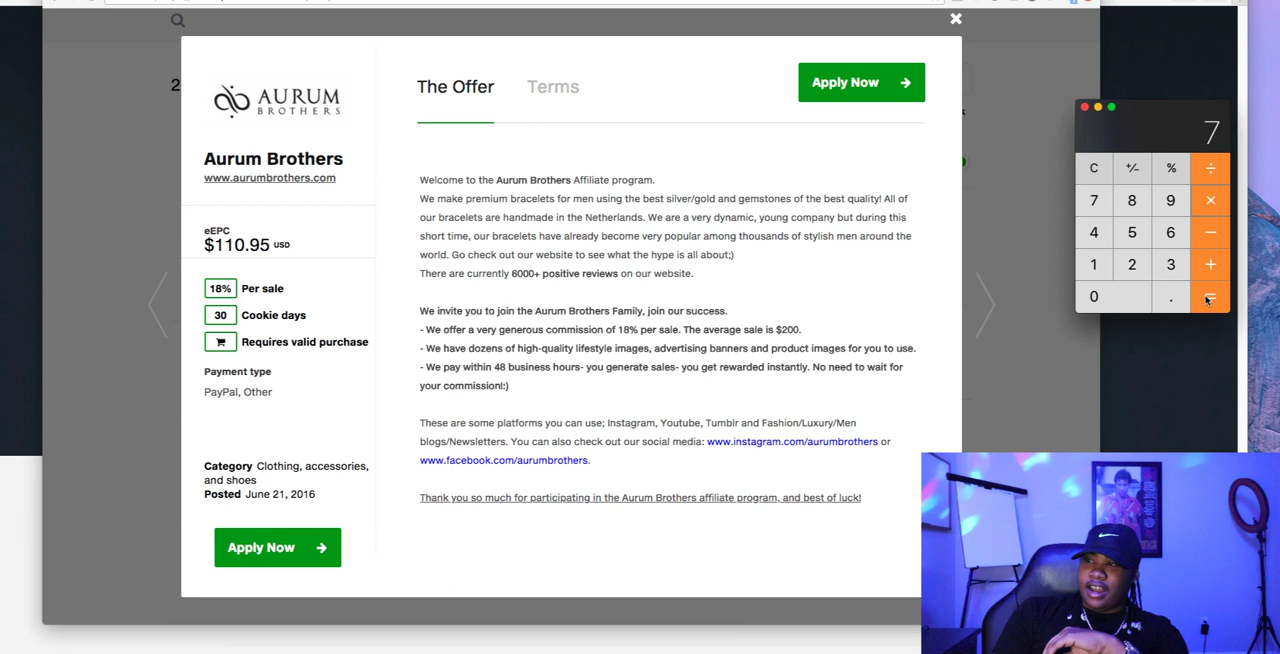 2
AURUM
BROTHERS
Aurum Brothers
www.aurumbrothers.com
eEPC
$110.95 USD
18% Per sale
30 Cookie days
Requires valid purchase
Payment type
PayPal, Other
Category Clothing, accessories,
and shoes
Posted June 21, 2016
Apply Now
The Offer Terms
Apply Now
Welcome to the Aurum Brothers Affiliate program.
We make premium bracelets for men using the best silver/gold and gemstones of the best quality! All of
our bracelets are handmade in the Netherlands. We are a very dynamic, young company but during this
short time, our bracelets have already become very popular among thousands of stylish men around the
world. Go check out our website to see what the hype is all about;)
There are currently 6000+ positive reviews on our website.
We invite you to join the Aurum Brothers Family, join our success.
- We offer a very generous commission of 18% per sale. The average sale is $200.
- We have dozens of high-quality lifestyle images, advertising banners and product images for you to use.
- We pay within 48 business hours- you generate sales- you get rewarded instantly. No need to wait for
your commission!:)
These are some platforms you can use; Instagram, Youtube, Tumblr and Fashion/Luxury/Men
blogs/Newsletters. You can also check out our social media: www.instagram.com/aurumbrothers or
www.facebook.com/aurumbrothers.
Thank you so much for participating in the Aurum Brothers affiliate program, and best of luck!
7
C +/- % ÷
7 8 9 ×
4 5 6 −
1 2 3 +
0 . =